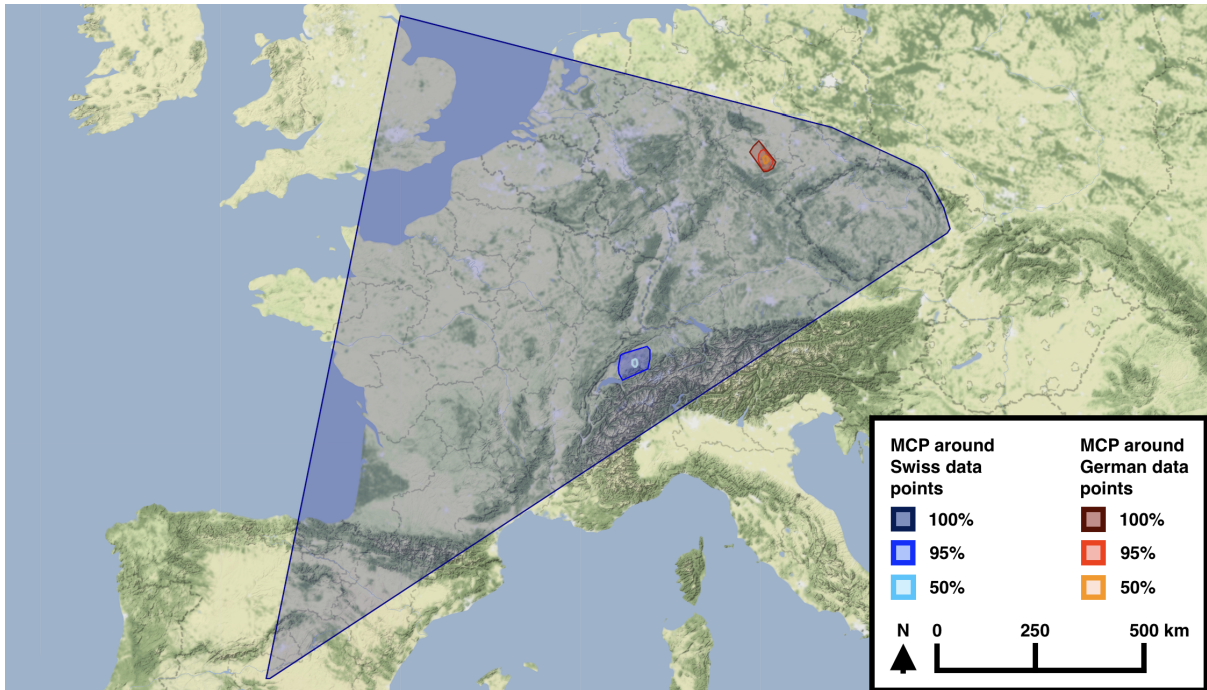 MCP around
Swiss data
points
100%
95%
50%
MCP around
German data
points
100%
95%
50%
N
0
250
500 km